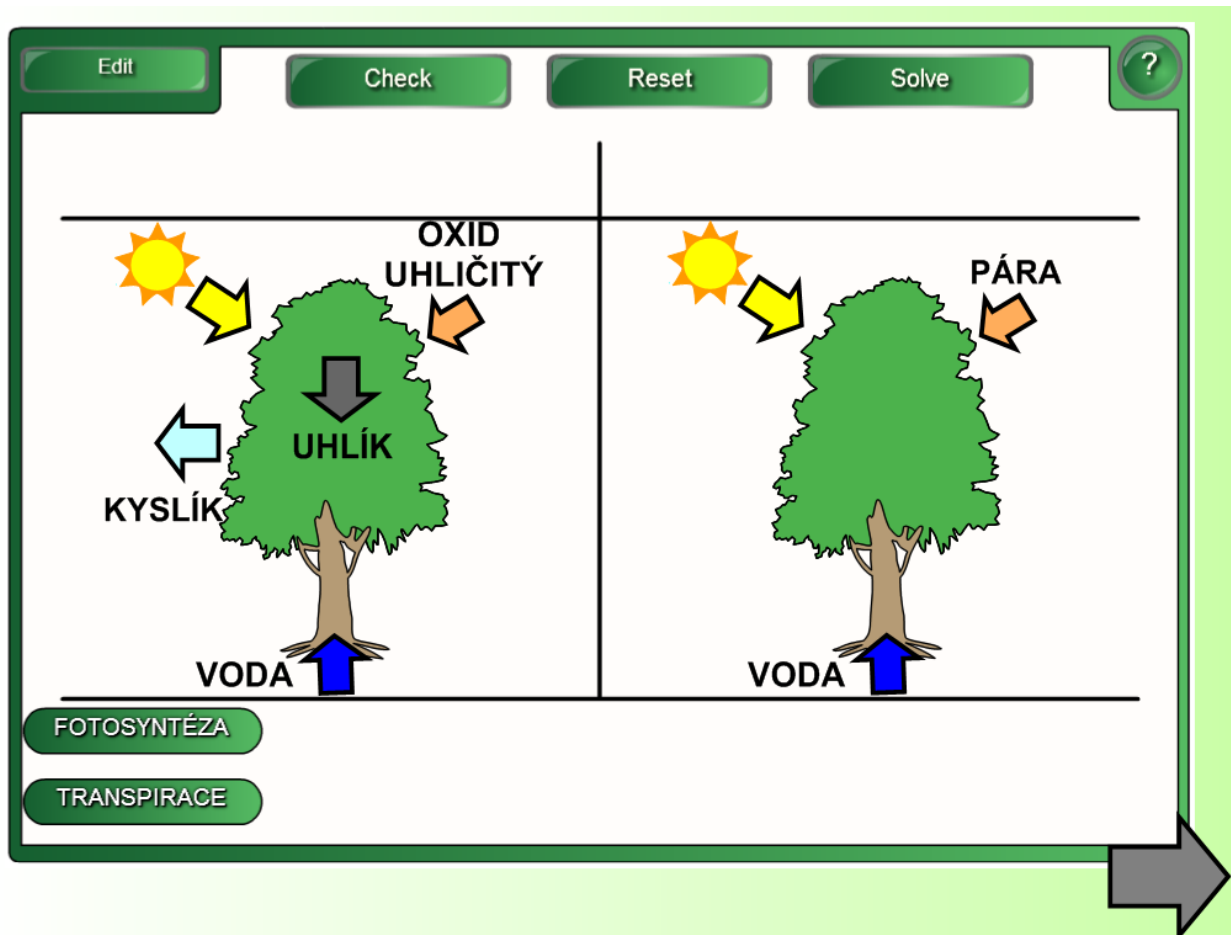 Edit
Check
Reset
Solve
?
OXID
UHLIČITÝ
UHLÍK
KYSLÍK
VODA
PÁRA
VODA
FOTOSYNTÉZA
TRANSPIRACE